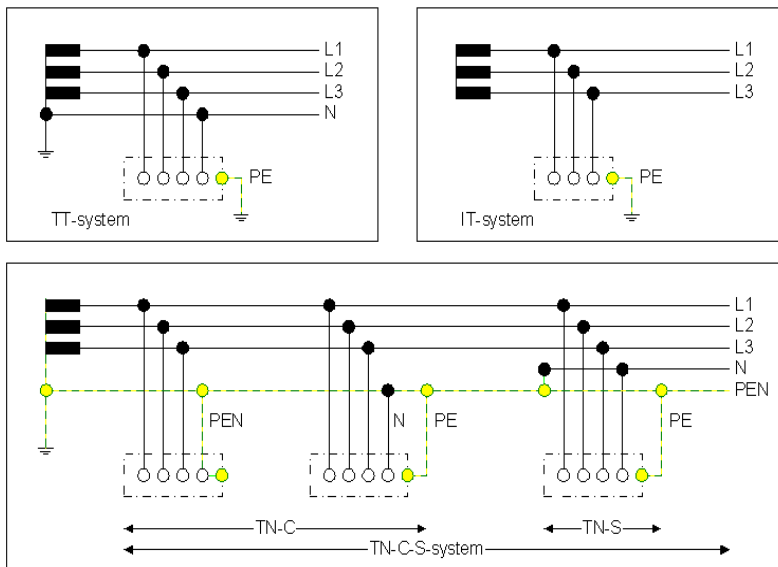 L1
L2
L3
N
PE
TT-system
L1
L2
L3
PE
IT-system
L1
L2
L3
N
PEN
PEN
N
PE
PE
TN-C
TN-S
TN-C-S-system